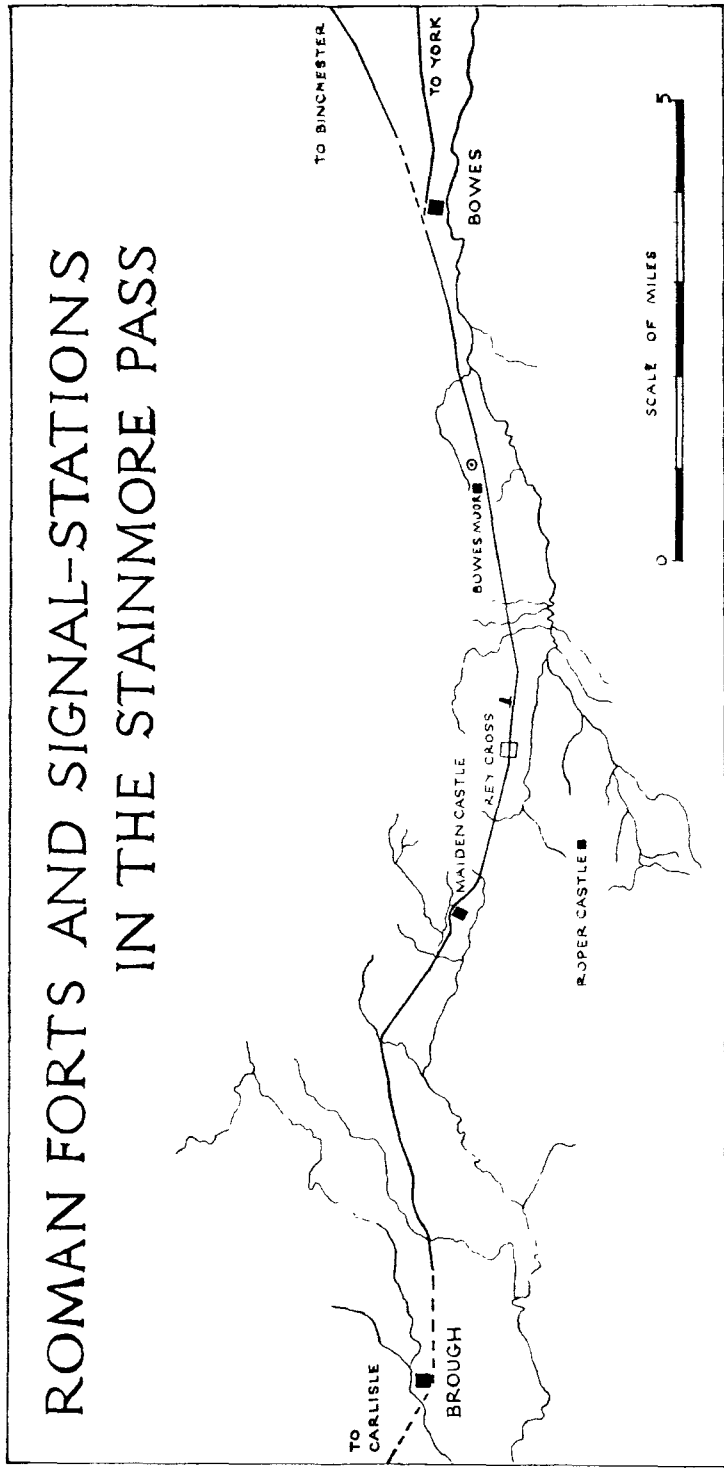 ROMAN FORTS AND SIGNAL-STATIONS
IN THE STAINMORE PASS
TO CARLISLE
BROUGH
MAIDEN CASTLE
REY CROSS
ROPER CASTLE
BOWES MOOR
BOWES
TO BINCHESTER
TO YORK
SCALE OF MILES
0
5